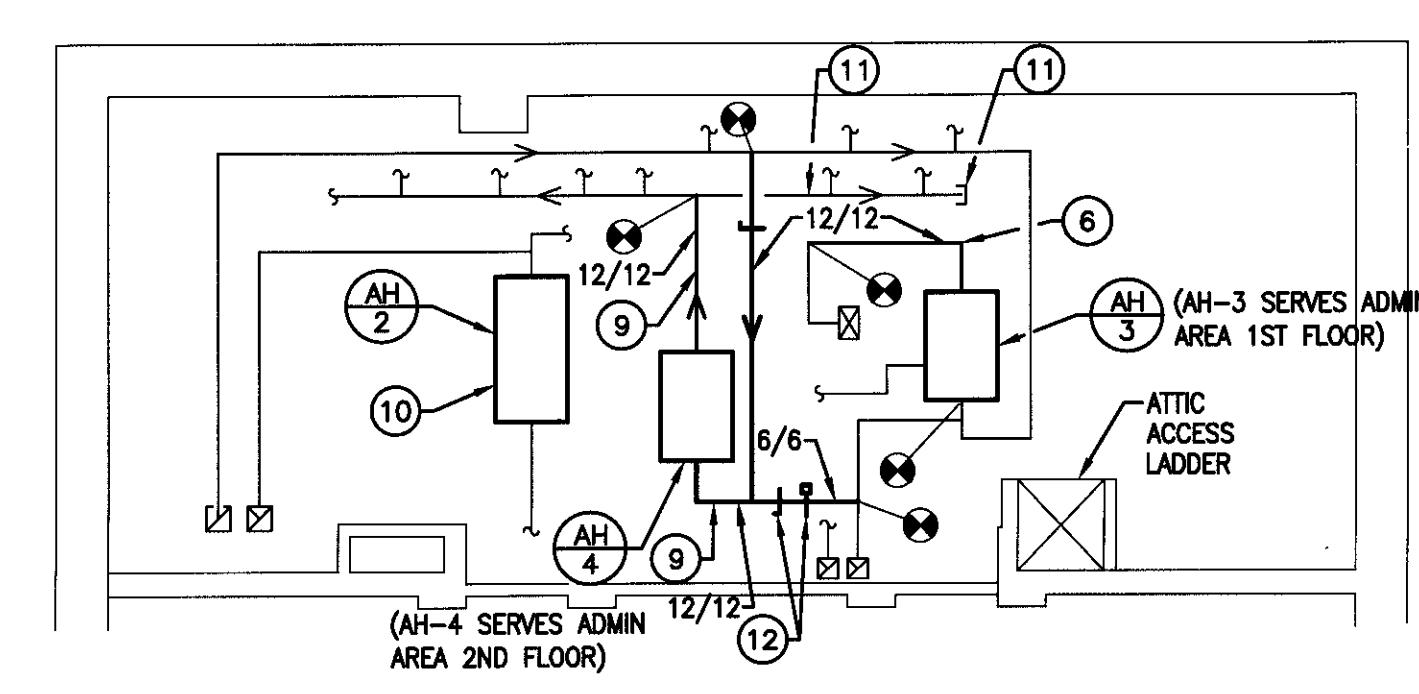 11
11
12/12
6
12/12
AH
2
9
AH
3
(AH-3 SERVES ADMIN
AREA 1ST FLOOR)
10
ATTIC
ACCESS
LADDER
6/6
AH
4
9
12/12
12
(AH-4 SERVES ADMIN
AREA 2ND FLOOR)